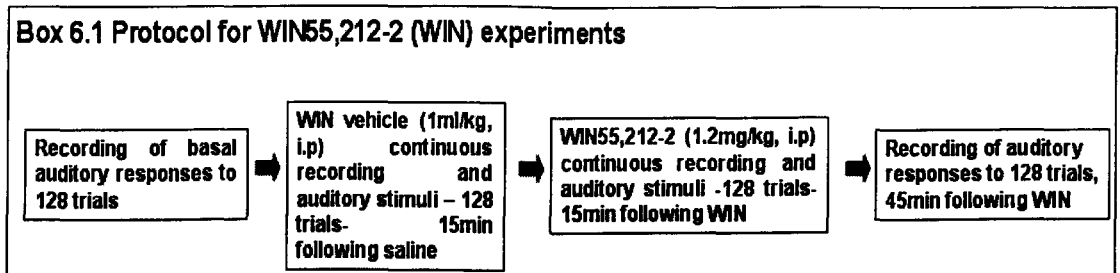 Box 6.1 Protocol for WIN55,212-2 (WIN) experiments
Recording of basal
auditory responses to
128 trials
WIN vehicle (1ml/kg,
i.p) continuous
recording and
auditory stimuli – 128
trials- 15min
following saline
WIN55,212-2 (1.2mg/kg, i.p)
continuous recording and
auditory stimuli -128 trials-
15min following WIN
Recording of auditory
responses to 128 trials,
45min following WIN